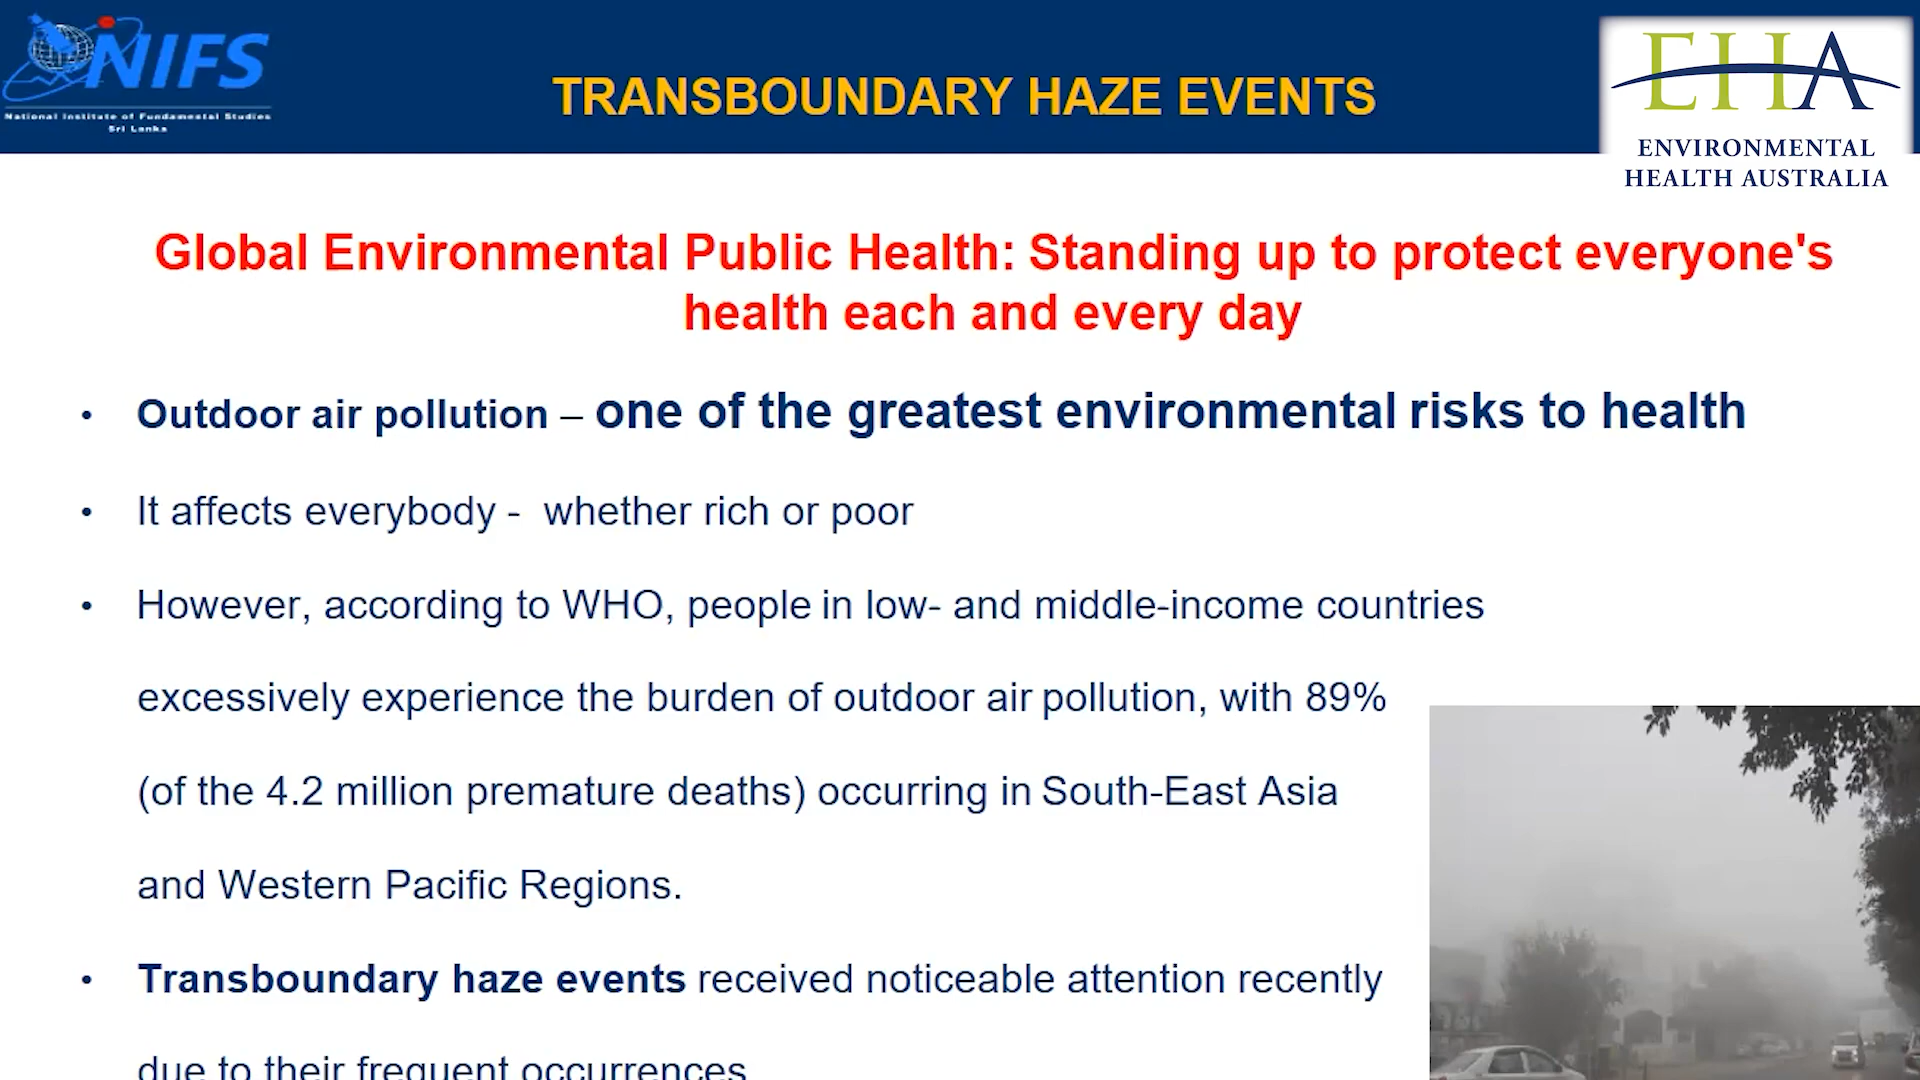 NIFS
National Institute of Fundamental Studies
Sri Lanka
TRANSBOUNDARY HAZE EVENTS
EHA
ENVIRONMENTAL
HEALTH AUSTRALIA
Global Environmental Public Health: Standing up to protect everyone's
health each and every day
• Outdoor air pollution – one of the greatest environmental risks to health
• It affects everybody - whether rich or poor
• However, according to WHO, people in low- and middle-income countries
excessively experience the burden of outdoor air pollution, with 89%
(of the 4.2 million premature deaths) occurring in South-East Asia
and Western Pacific Regions.
• Transboundary haze events received noticeable attention recently
due to their frequent occurrences